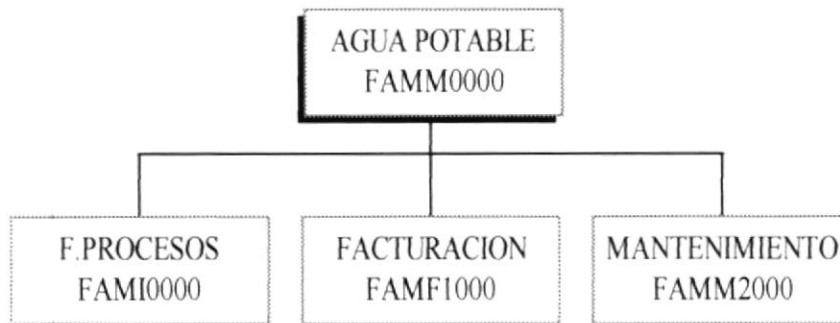 AGUA POTABLE
FAMM0000
F.PROCESOS
FAMI0000
FACTURACION
FAMF1000
MANTENIMIENTO
FAMM2000